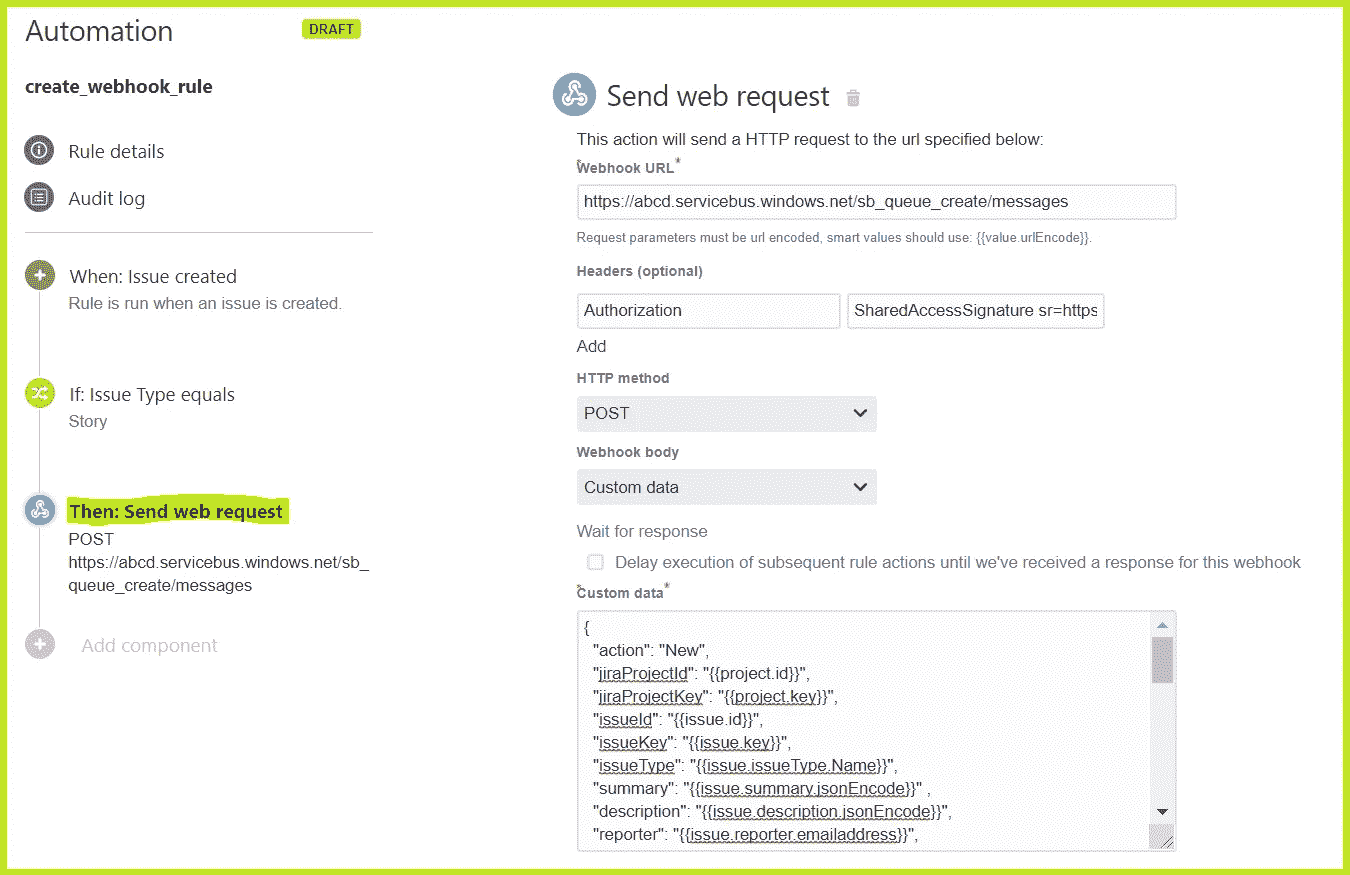 Automation
DRAFT
create_webhook_rule
Rule details
Audit log
When: Issue created
Rule is run when an issue is created.
If: Issue Type equals
Story
Then: Send web request
POST
https://abcd.servicebus.windows.net/sb_
queue_create/messages
Add component
Send web request
This action will send a HTTP request to the url specified below:
Webhook URL*
https://abcd.servicebus.windows.net/sb_queue_create/messages
Request parameters must be url encoded, smart values should use: {{value.urlEncode}}.
Headers (optional)
Authorization SharedAccessSignature sr=https
Add
HTTP method
POST
Webhook body
Custom data
Wait for response
Delay execution of subsequent rule actions until we've received a response for this webhook
Custom data*
{
"action": "New",
"jiraProjectId": "{{project.id}}",
"jiraProjectKey": "{{project.key}}",
"issueId": "{{issue.id}}",
"issueKey": "{{issue.key}}",
"issueType": "{{issue.issueType.Name}}",
"summary": "{{issue.summary.jsonEncode}}" ,
"description": "{{issue.description.jsonEncode}}",
"reporter": "{{issue.reporter.emailaddress}}",